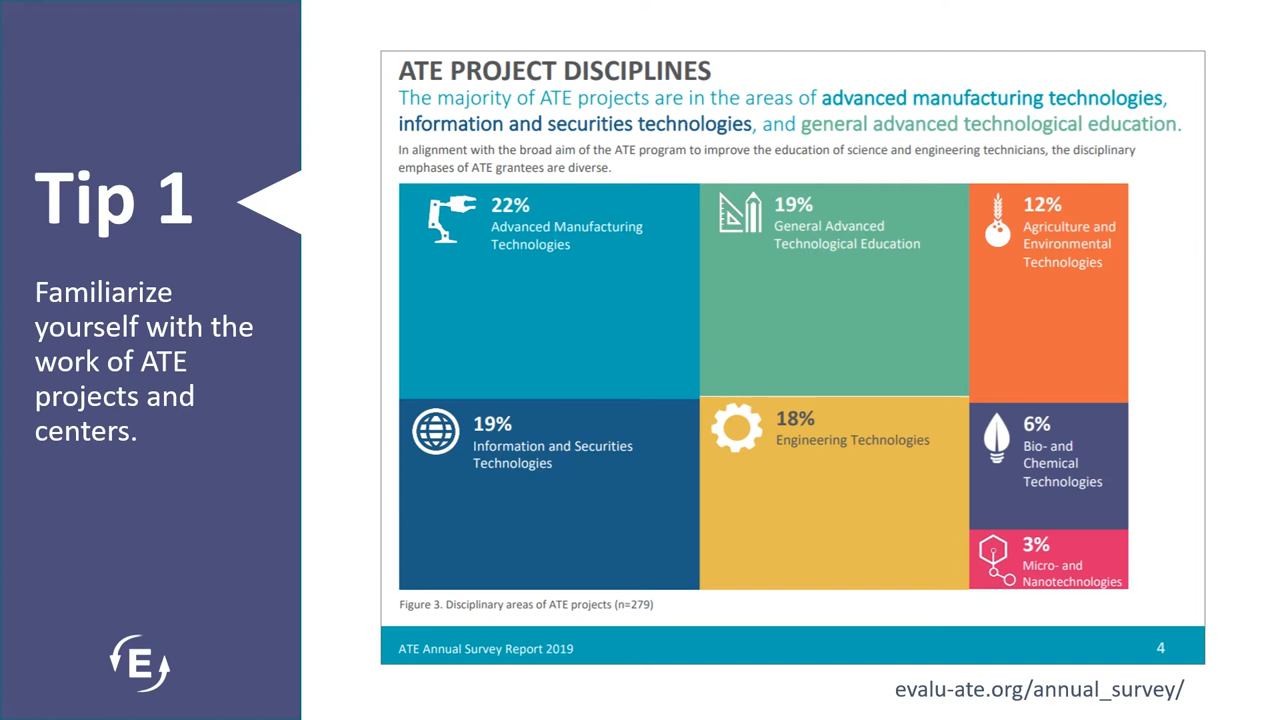 Tip 1
Familiarize
yourself with the
work of ATE
projects and
centers.
E
ATE PROJECT DISCIPLINES
The majority of ATE projects are in the areas of advanced manufacturing technologies,
information and securities technologies, and general advanced technological education.
In alignment with the broad aim of the ATE program to improve the education of science and engineering technicians, the disciplinary
emphases of ATE grantees are diverse.
22%
Advanced Manufacturing
Technologies
19%
General Advanced
Technological Education
12%
Agriculture and
Environmental
Technologies
19%
Information and Securities
Technologies
18%
Engineering Technologies
6%
Bio- and
Chemical
Technologies
3%
Micro- and
Nanotechnologies
Figure 3. Disciplinary areas of ATE projects (n=279)
ATE Annual Survey Report 2019
4
evalu-ate.org/annual_survey/